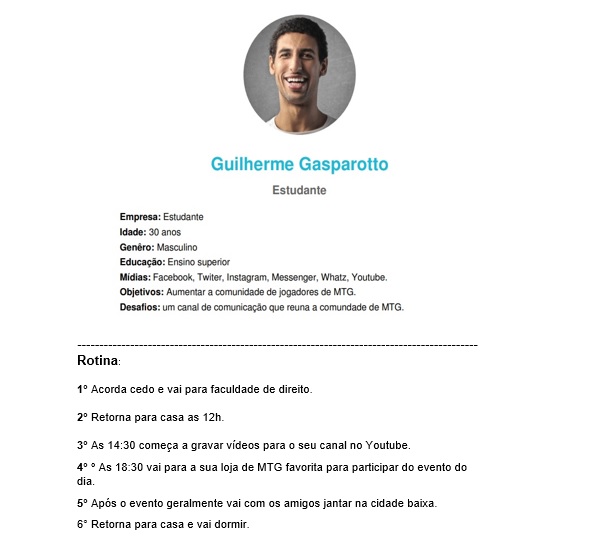 Guilherme Gasparotto
Estudante
Empresa: Estudante
Idade: 30 anos
Genêro: Masculino
Educação: Ensino superior
Mídias: Facebook, Twiter, Instagram, Messenger, Whatz, Youtube.
Objetivos: Aumentar a comunidade de jogadores de MTG.
Desafios: um canal de comunicação que reuna a comundade de MTG.
-------------------------------------------------------------------------------------------
Rotina:
1º Acorda cedo e vai para faculdade de direito.
2º Retorna para casa as 12h.
3º As 14:30 começa a gravar vídeos para o seu canal no Youtube.
4º º As 18:30 vai para a sua loja de MTG favorita para participar do evento do
dia.
5º Após o evento geralmente vai com os amigos jantar na cidade baixa.
6° Retorna para casa e vai dormir.